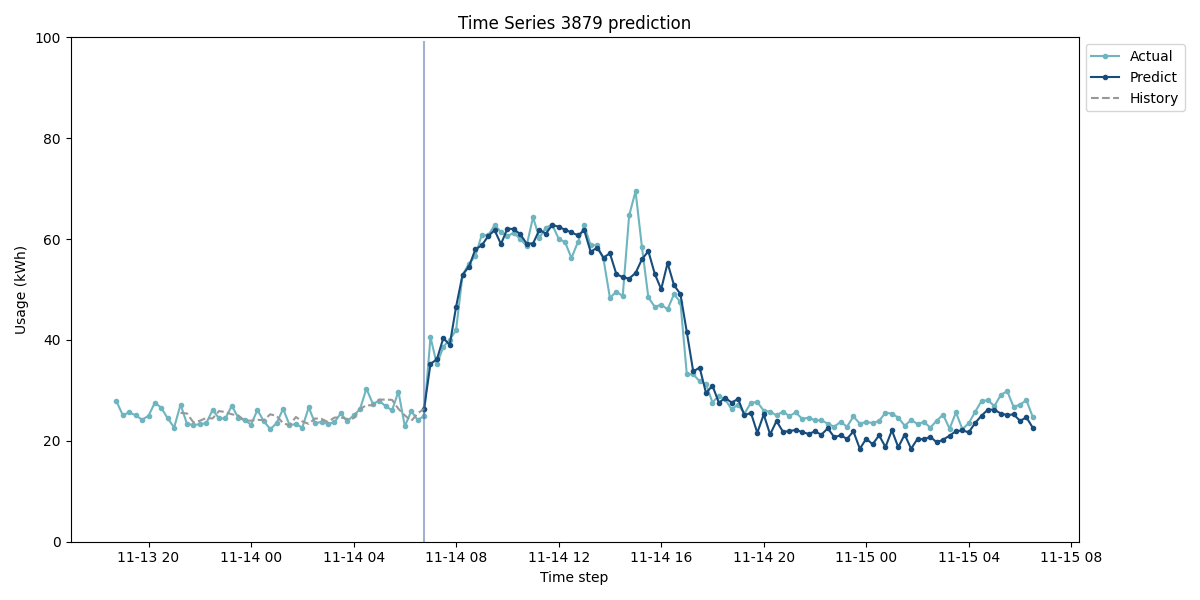 Time Series 3879 prediction
Actual
Predict
History
Usage (kWh)
100
80
60
40
20
0
11-13 20
11-14 00
11-14 04
11-14 08
11-14 12
11-14 16
11-14 20
11-15 00
11-15 04
11-15 08
Time step